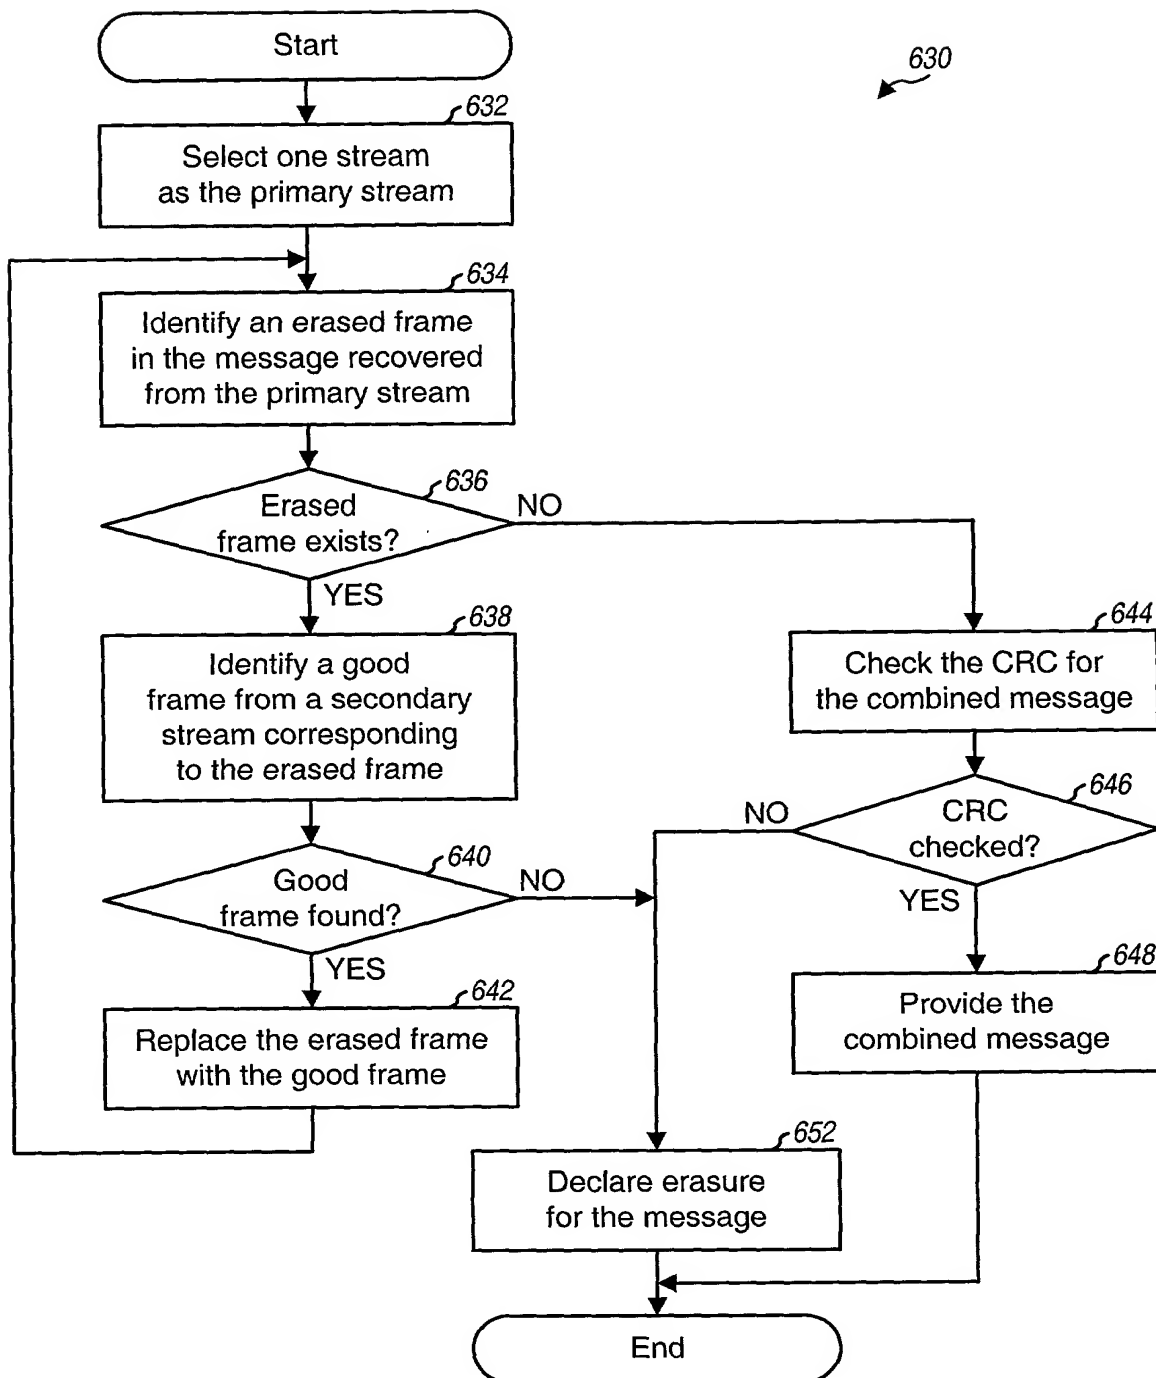 Start
630
632
Select one stream
as the primary stream
634
Identify an erased frame
in the message recovered
from the primary stream
636
Erased
frame exists?
NO
YES
638
Identify a good
frame from a secondary
stream corresponding
to the erased frame
644
Check the CRC for
the combined message
640
Good
frame found?
NO
YES
646
CRC
checked?
NO
YES
642
Replace the erased frame
with the good frame
648
Provide the
combined message
652
Declare erasure
for the message
End